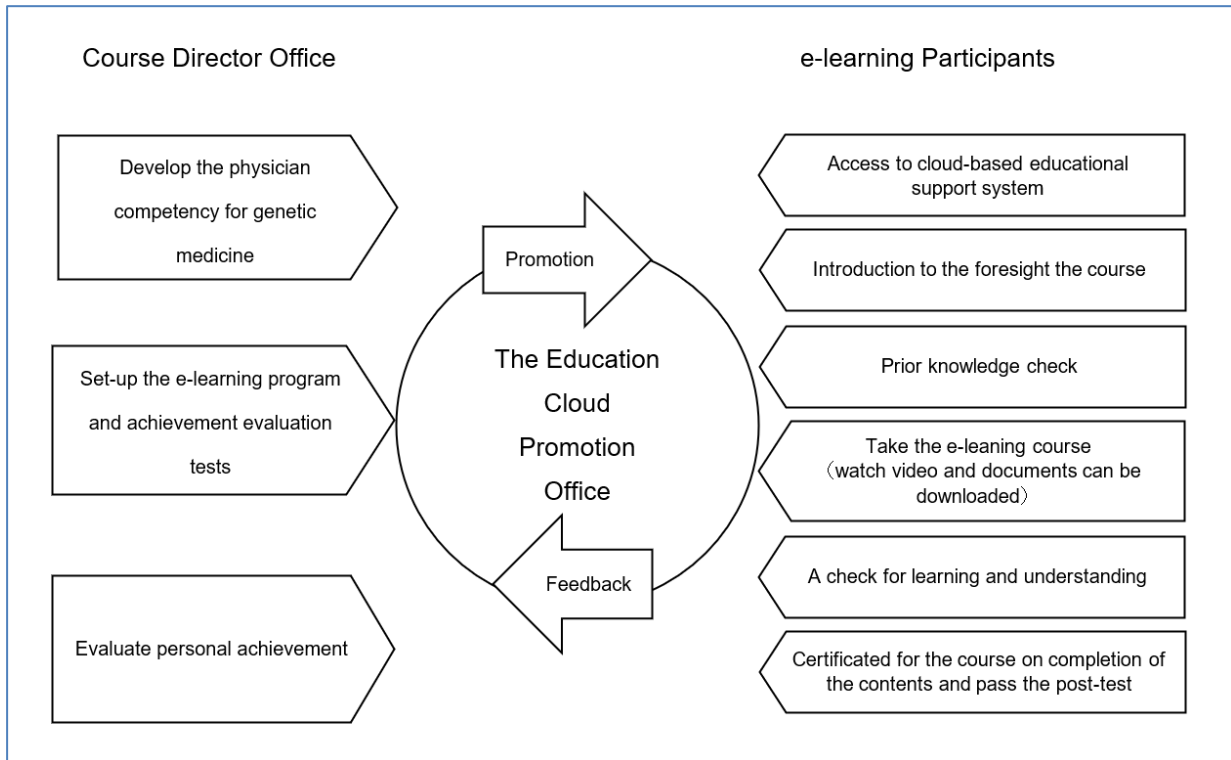 Course Director Office
e-learning Participants
Develop the physician
competency for genetic
medicine
Set-up the e-learning program
and achievement evaluation
tests
Evaluate personal achievement
Promotion
The Education
Cloud
Promotion
Office
Feedback
Access to cloud-based educational
support system
Introduction to the foresight the course
Prior knowledge check
Take the e-leaning course
（watch video and documents can be
downloaded）
A check for learning and understanding
Certificated for the course on completion of
the contents and pass the post-test